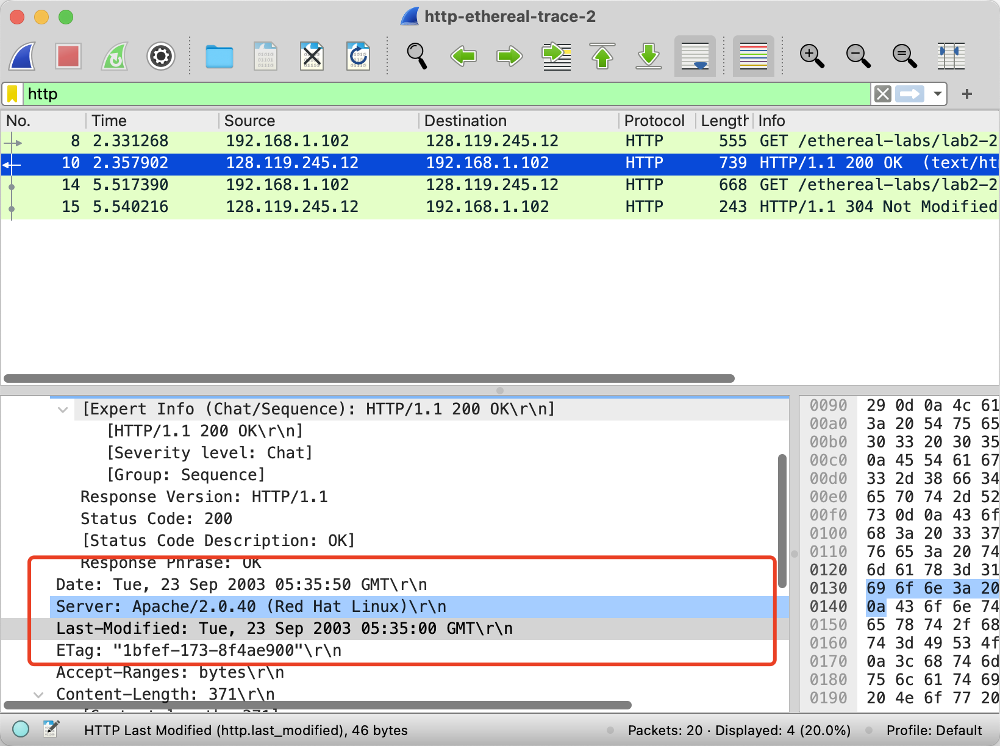 http-ethereal-trace-2
http
No. Time Source Destination Protocol Length Info
8 2.331268 192.168.1.102 128.119.245.12 HTTP 555 GET /ethereal-labs/lab2-2
10 2.357902 128.119.245.12 192.168.1.102 HTTP 739 HTTP/1.1 200 OK (text/ht
14 5.517390 192.168.1.102 128.119.245.12 HTTP 668 GET /ethereal-labs/lab2-2
15 5.540216 128.119.245.12 192.168.1.102 HTTP 243 HTTP/1.1 304 Not Modified
[Expert Info (Chat/Sequence): HTTP/1.1 200 OK\r\n]
[HTTP/1.1 200 OK\r\n]
[Severity level: Chat]
[Group: Sequence]
Response Version: HTTP/1.1
Status Code: 200
[Status Code Description: OK]
Response Phrase: OK
Date: Tue, 23 Sep 2003 05:35:50 GMT\r\n
Server: Apache/2.0.40 (Red Hat Linux)\r\n
Last-Modified: Tue, 23 Sep 2003 05:35:00 GMT\r\n
ETag: "1bfef-173-8f4ae900"\r\n
Accept-Ranges: bytes\r\n
Content-Length: 371\r\n
0090 29 0d 0a 4c 61
00a0 3a 20 54 75 65
00b0 30 33 20 30 35
00c0 0a 45 54 61 67
00d0 33 2d 38 66 34
00e0 65 70 74 2d 52
00f0 73 0d 0a 43 6f
0100 68 3a 20 33 37
0110 76 65 3a 20 74
0120 6d 61 78 3d 31
0130 69 6f 6e 3a 20
0140 0a 43 6f 6e 74
0150 65 78 74 2f 68
0160 74 3d 49 53 4f
0170 0a 3c 68 74 6d
0180 75 6c 61 74 69
0190 20 4e 6f 77 20
HTTP Last Modified (http.last_modified), 46 bytes
Packets: 20 · Displayed: 4 (20.0%)
Profile: Default